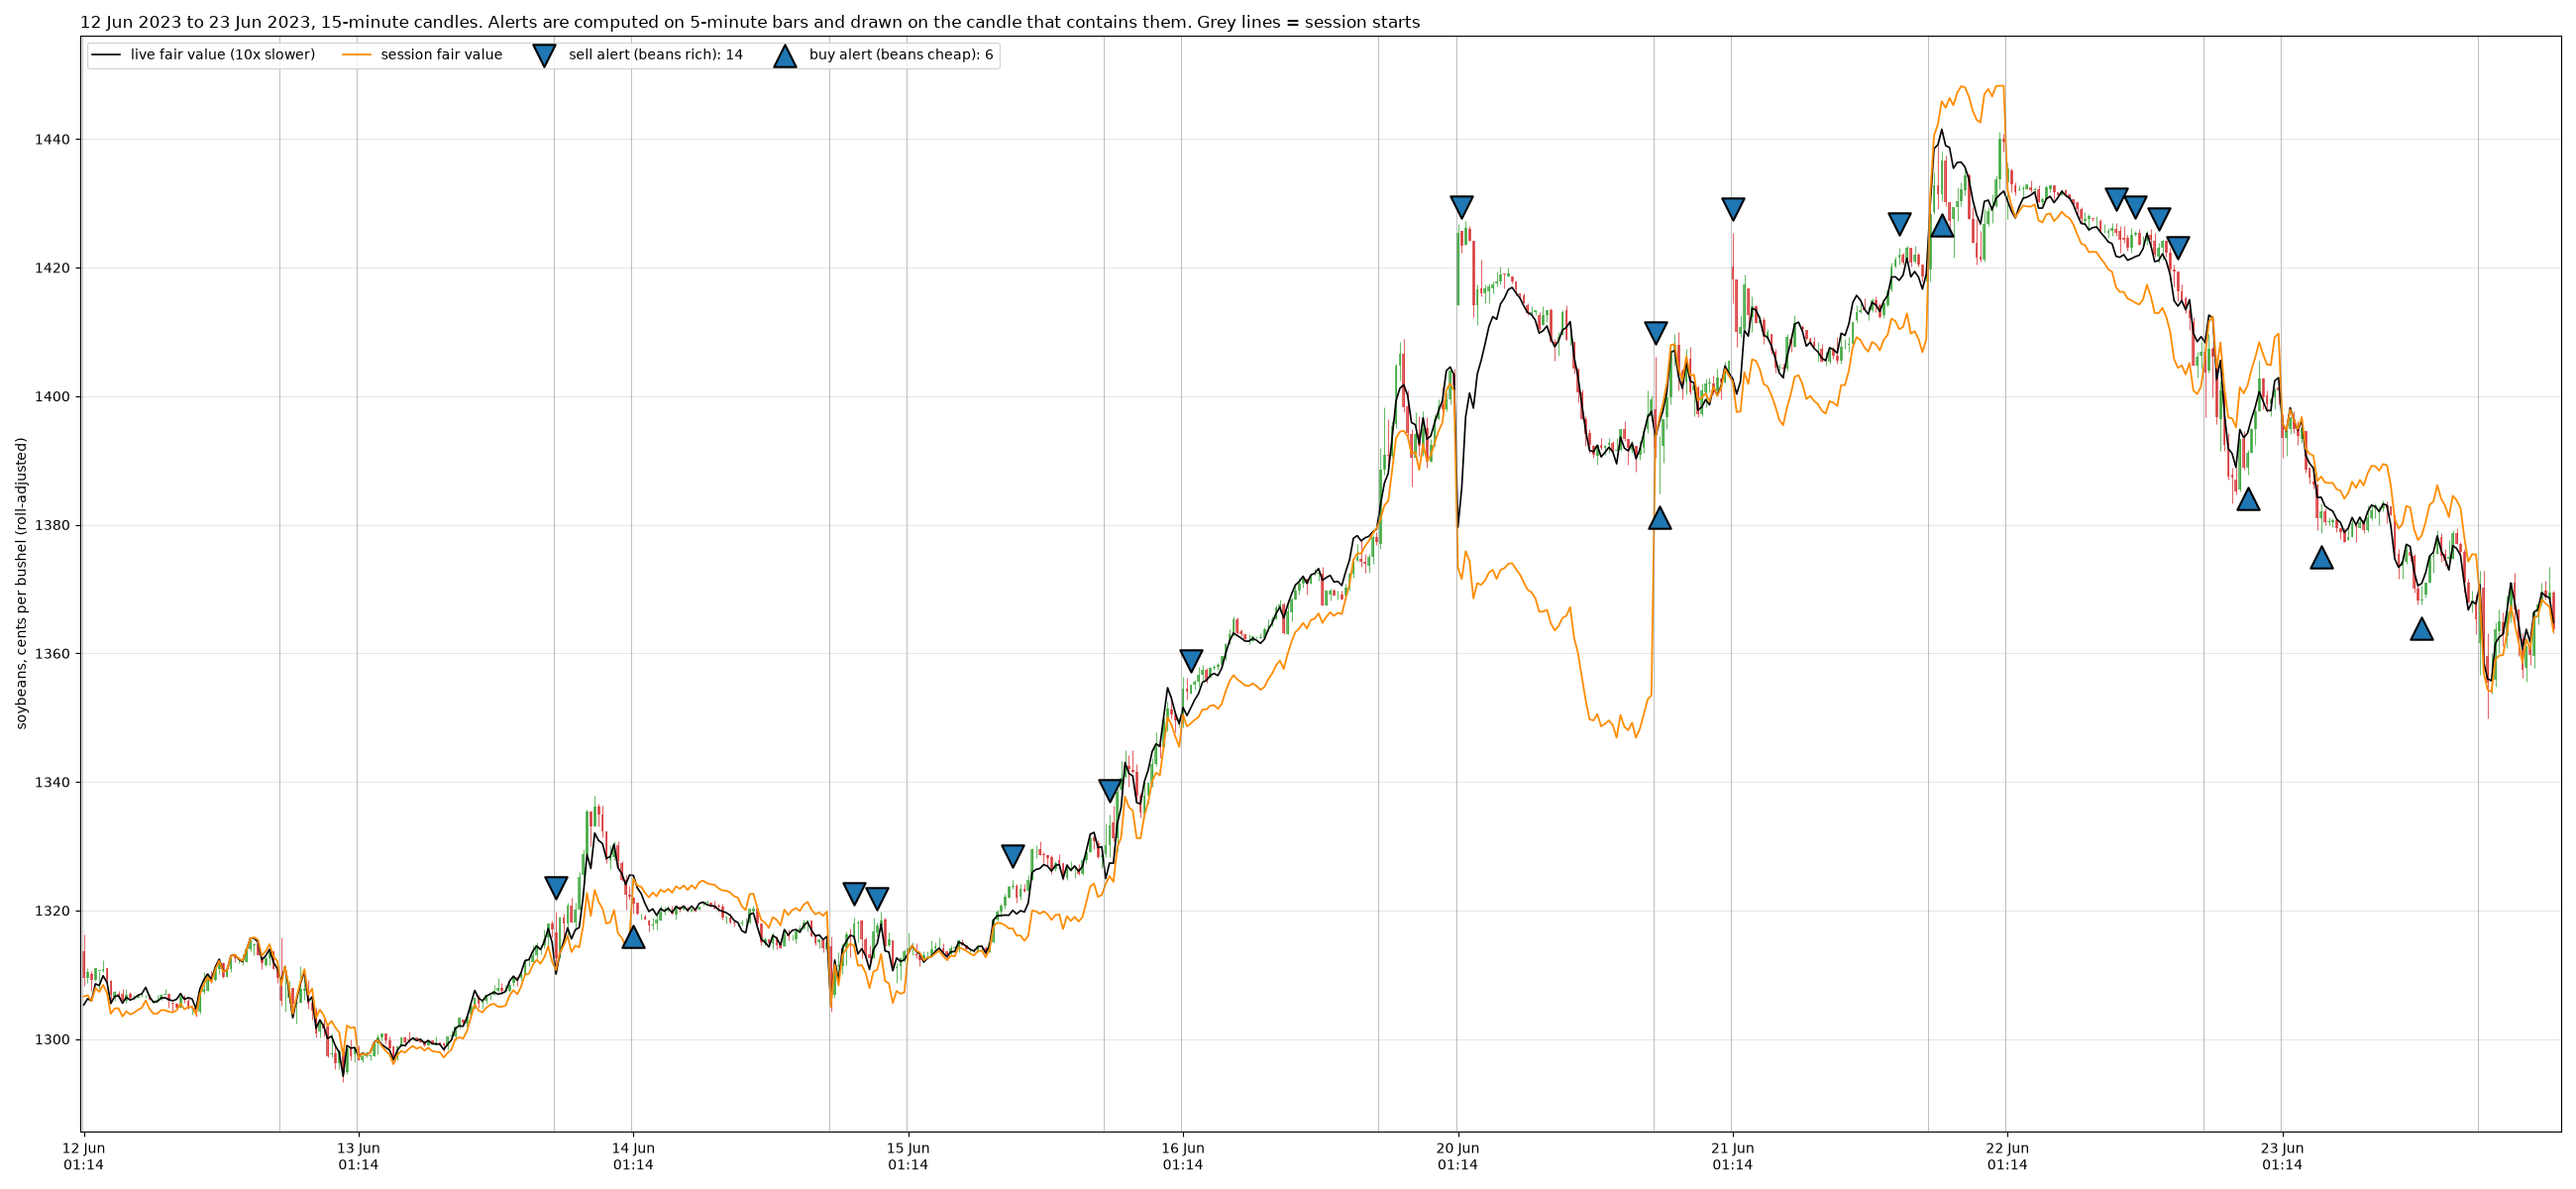 12 Jun 2023 to 23 Jun 2023, 15-minute candles. Alerts are computed on 5-minute bars and drawn on the candle that contains them. Grey lines = session starts
live fair value (10x slower)
session fair value
sell alert (beans rich): 14
buy alert (beans cheap): 6
soybeans, cents per bushel (roll-adjusted)
1440
1420
1400
1380
1360
1340
1320
1300
12 Jun
01:14
13 Jun
01:14
14 Jun
01:14
15 Jun
01:14
16 Jun
01:14
20 Jun
01:14
21 Jun
01:14
22 Jun
01:14
23 Jun
01:14